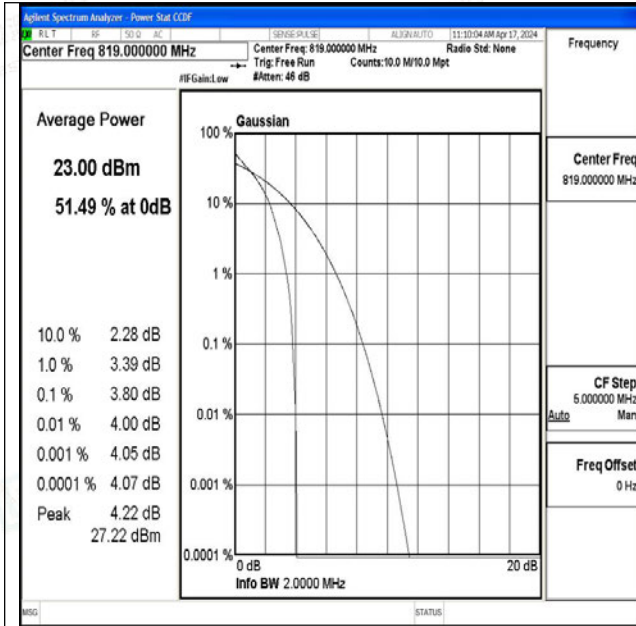 Agilent Spectrum Analyzer - Power Stat CCDF
RLT RF 50 Ω AC SENSE:PULSE ALIGNAUTO 11:10:04 AM Apr 17, 2024
Center Freq 819.000000 MHz
Center Freq: 819.000000 MHz Radio Std: None
Trig: Free Run Counts:10.0 M/10.0 Mpt
#IFGain:Low #Atten: 46 dB
Frequency
Average Power
23.00 dBm
51.49 % at 0dB
10.0 % 2.28 dB
1.0 % 3.39 dB
0.1 % 3.80 dB
0.01 % 4.00 dB
0.001 % 4.05 dB
0.0001 % 4.07 dB
Peak 4.22 dB
27.22 dBm
Gaussian
100 %
10 %
1 %
0.1 %
0.01 %
0.001 %
0.0001 %
0 dB 20 dB
Info BW 2.0000 MHz
Center Freq
819.000000 MHz
CF Step
5.000000 MHz
Auto Man
Freq Offset
0 Hz
MSG STATUS